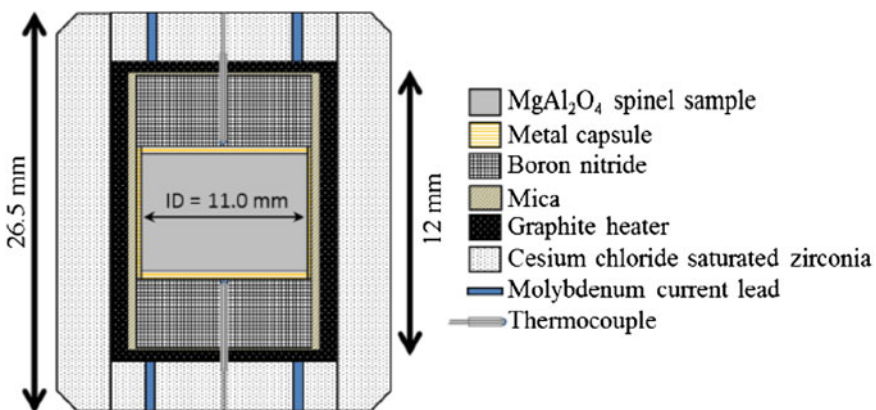 26.5 mm
ID = 11.0 mm
12 mm
MgAl₂O₄ spinel sample
Metal capsule
Boron nitride
Mica
Graphite heater
Cesium chloride saturated zirconia
Molybdenum current lead
Thermocouple